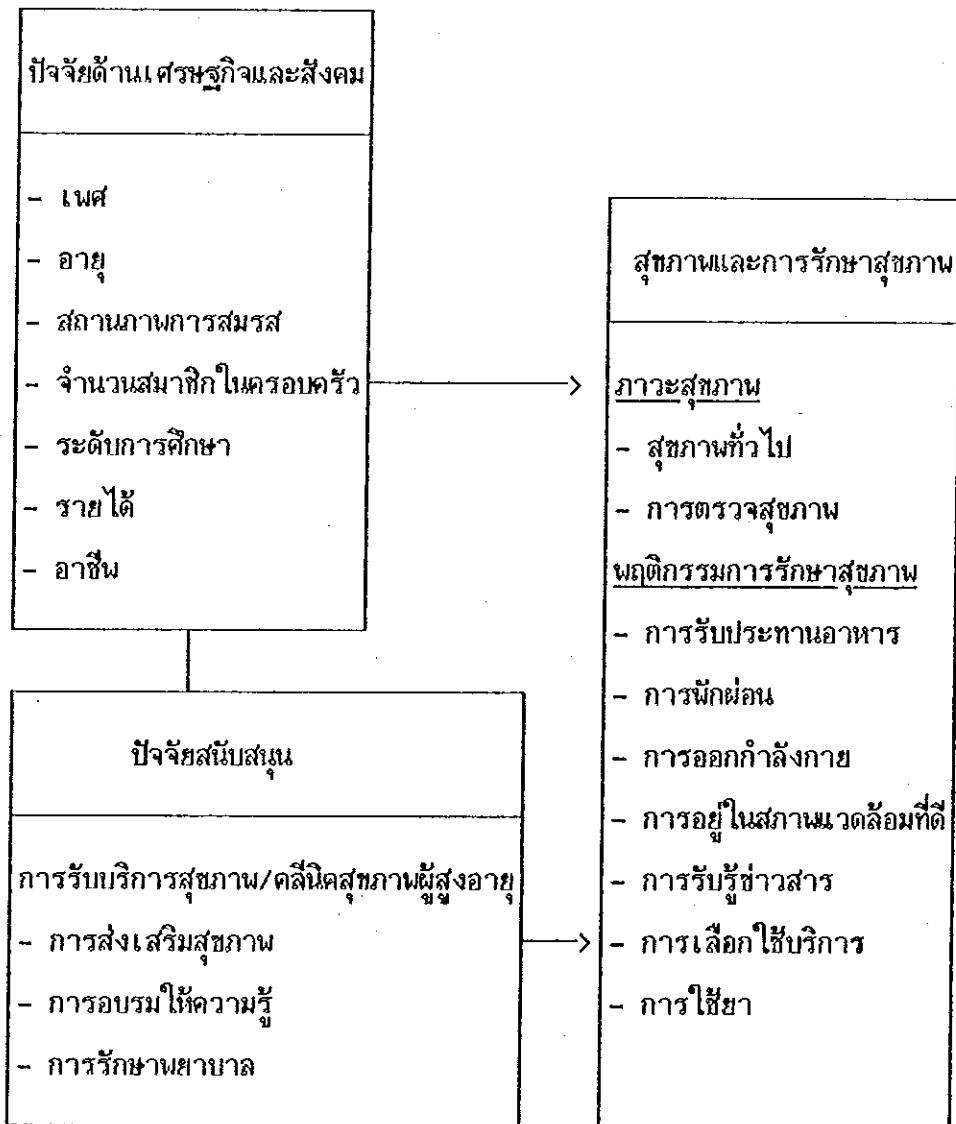 ปัจจัยด้านเศรษฐกิจและสังคม
- เพศ
- อายุ
- สถานภาพการสมรส
- จำนวนสมาชิกในครอบครัว
- ระดับการศึกษา
- รายได้
- อาชีพ
ปัจจัยสนับสนุน
การรับบริการสุขภาพ/คลีนิคสุขภาพผู้สูงอายุ
- การส่งเสริมสุขภาพ
- การอบรมให้ความรู้
- การรักษาพยาบาล
สุขภาพและการรักษาสุขภาพ
ภาวะสุขภาพ
- สุขภาพทั่วไป
- การตรวจสุขภาพ
พฤติกรรมการรักษาสุขภาพ
- การรับประทานอาหาร
- การพักผ่อน
- การออกกำลังกาย
- การอยู่ในสภาพแวดล้อมที่ดี
- การรับรู้ข่าวสาร
- การเลือกใช้บริการ
- การใช้ยา